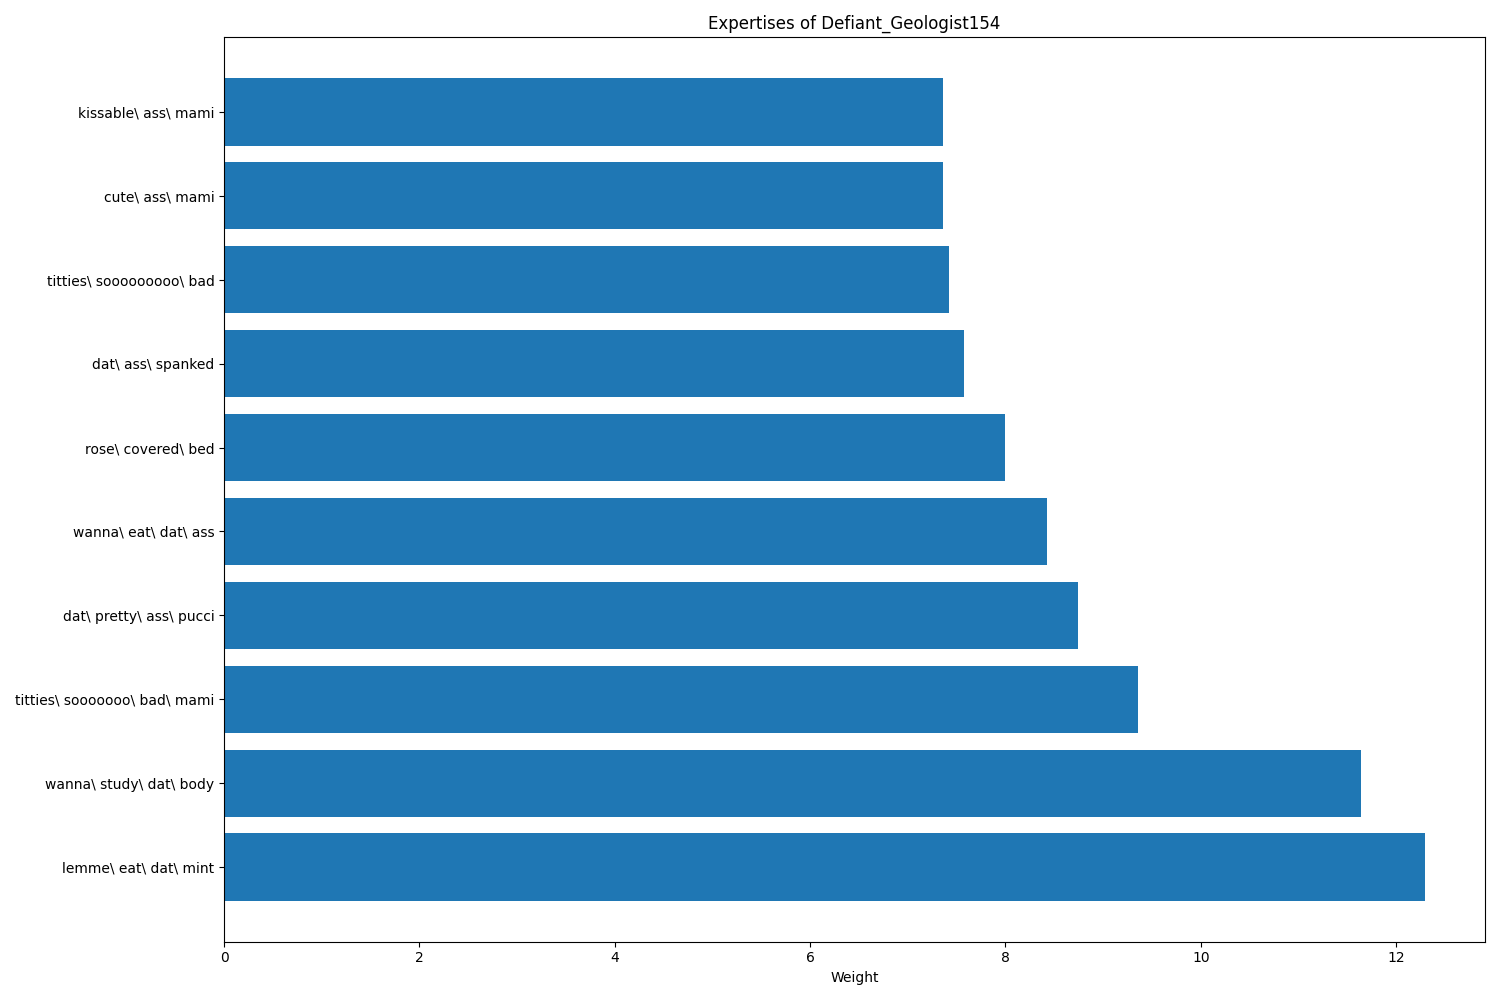 Expertises of Defiant_Geologist154
kissable\ ass\ mami
cute\ ass\ mami
titties\ sooooooooo\ bad
dat\ ass\ spanked
rose\ covered\ bed
wanna\ eat\ dat\ ass
dat\ pretty\ ass\ pucci
titties\ sooooooo\ bad\ mami
wanna\ study\ dat\ body
lemme\ eat\ dat\ mint
0 2 4 6 8 10 12
Weight